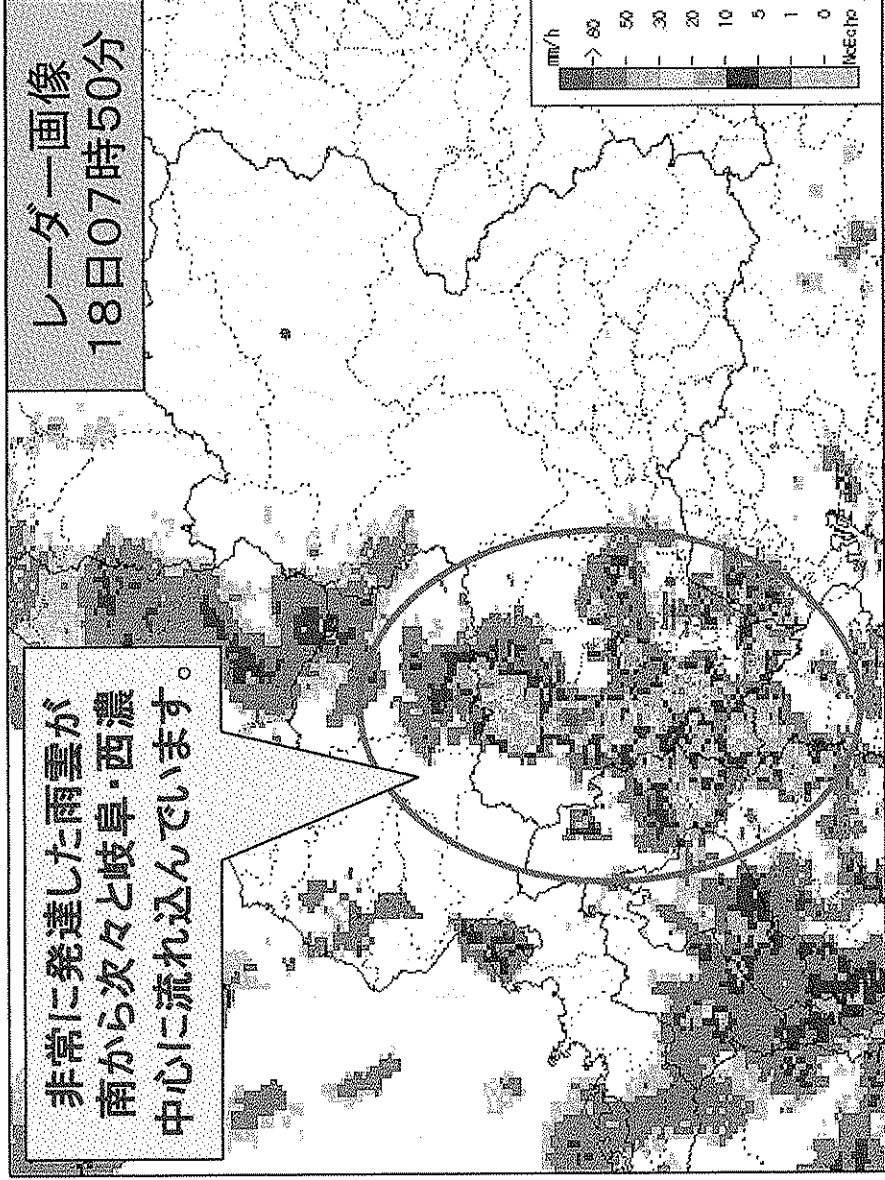 レーダー画像
18日07時50分
非常に発達した雨雲が
南から次々と岐阜・西濃
中心に流れ込んでいます。
mm/h
-> 80
50
30
20
10
5
1
0
NoEcho